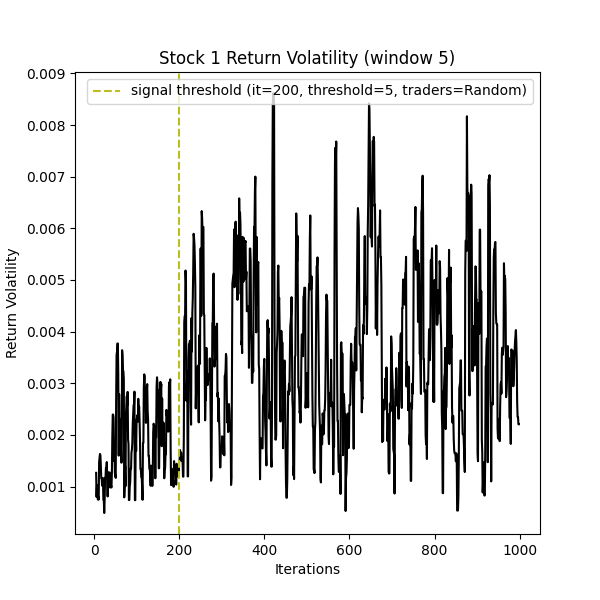 Stock 1 Return Volatility (window 5)
signal threshold (it=200, threshold=5, traders=Random)
Return Volatility
0.009
0.008
0.007
0.006
0.005
0.004
0.003
0.002
0.001
0 200 400 600 800 1000
Iterations